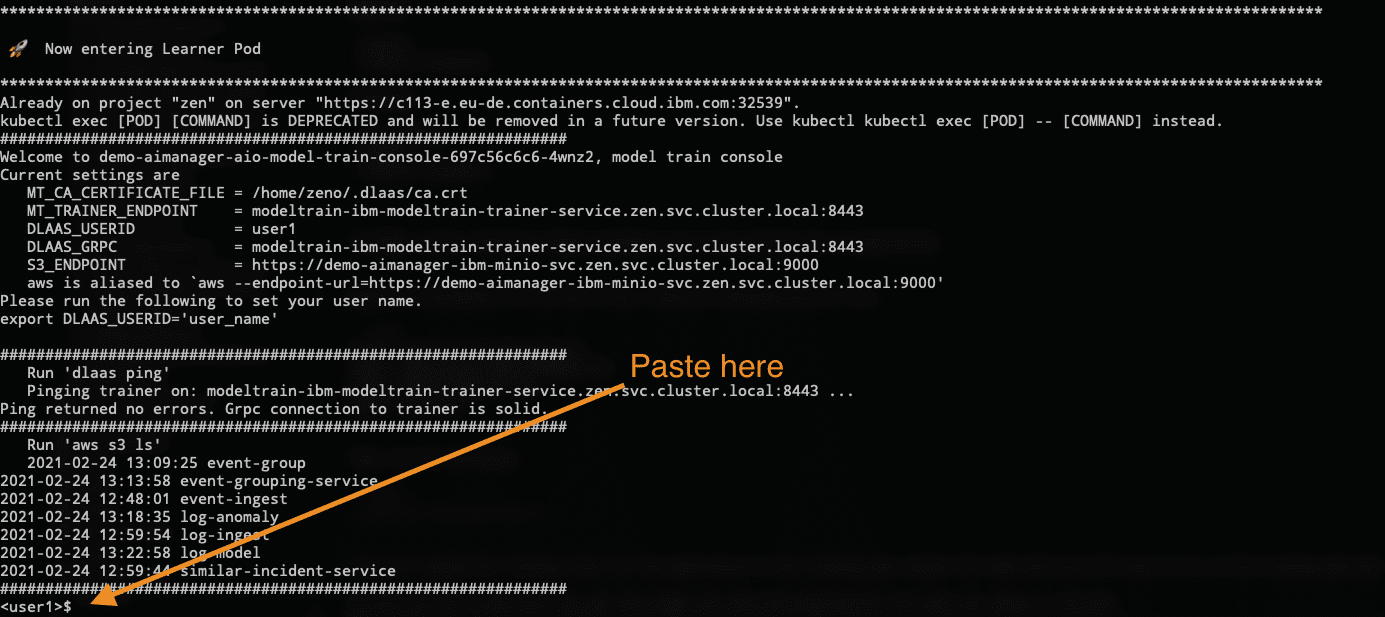 ***************************************************************************************************************************************************
🚀 Now entering Learner Pod
***************************************************************************************************************************************************
Already on project "zen" on server "https://c113-e.eu-de.containers.cloud.ibm.com:32539".
kubectl exec [POD] [COMMAND] is DEPRECATED and will be removed in a future version. Use kubectl kubectl exec [POD] -- [COMMAND] instead.
###############################################################
Welcome to demo-aimanager-aio-model-train-console-697c56c6c6-4wnz2, model train console
Current settings are
   MT_CA_CERTIFICATE_FILE = /home/zeno/.dlaas/ca.crt
   MT_TRAINER_ENDPOINT    = modeltrain-ibm-modeltrain-trainer-service.zen.svc.cluster.local:8443
   DLAAS_USERID           = user1
   DLAAS_GRPC             = modeltrain-ibm-modeltrain-trainer-service.zen.svc.cluster.local:8443
   S3_ENDPOINT            = https://demo-aimanager-ibm-minio-svc.zen.svc.cluster.local:9000
   aws is aliased to `aws --endpoint-url=https://demo-aimanager-ibm-minio-svc.zen.svc.cluster.local:9000'
Please run the following to set your user name.
export DLAAS_USERID='user_name'
###############################################################
Paste here
   Run 'dlaas ping'
   Pinging trainer on: modeltrain-ibm-modeltrain-trainer-service.zen.svc.cluster.local:8443 ...
Ping returned no errors. Grpc connection to trainer is solid.
###############################################################
   Run 'aws s3 ls'
   2021-02-24 13:09:25 event-group
2021-02-24 13:13:58 event-grouping-service
2021-02-24 12:48:01 event-ingest
2021-02-24 13:18:35 log-anomaly
2021-02-24 12:59:54 log-ingest
2021-02-24 13:22:58 log-model
2021-02-24 12:59:44 similar-incident-service
###############################################################
<user1>$